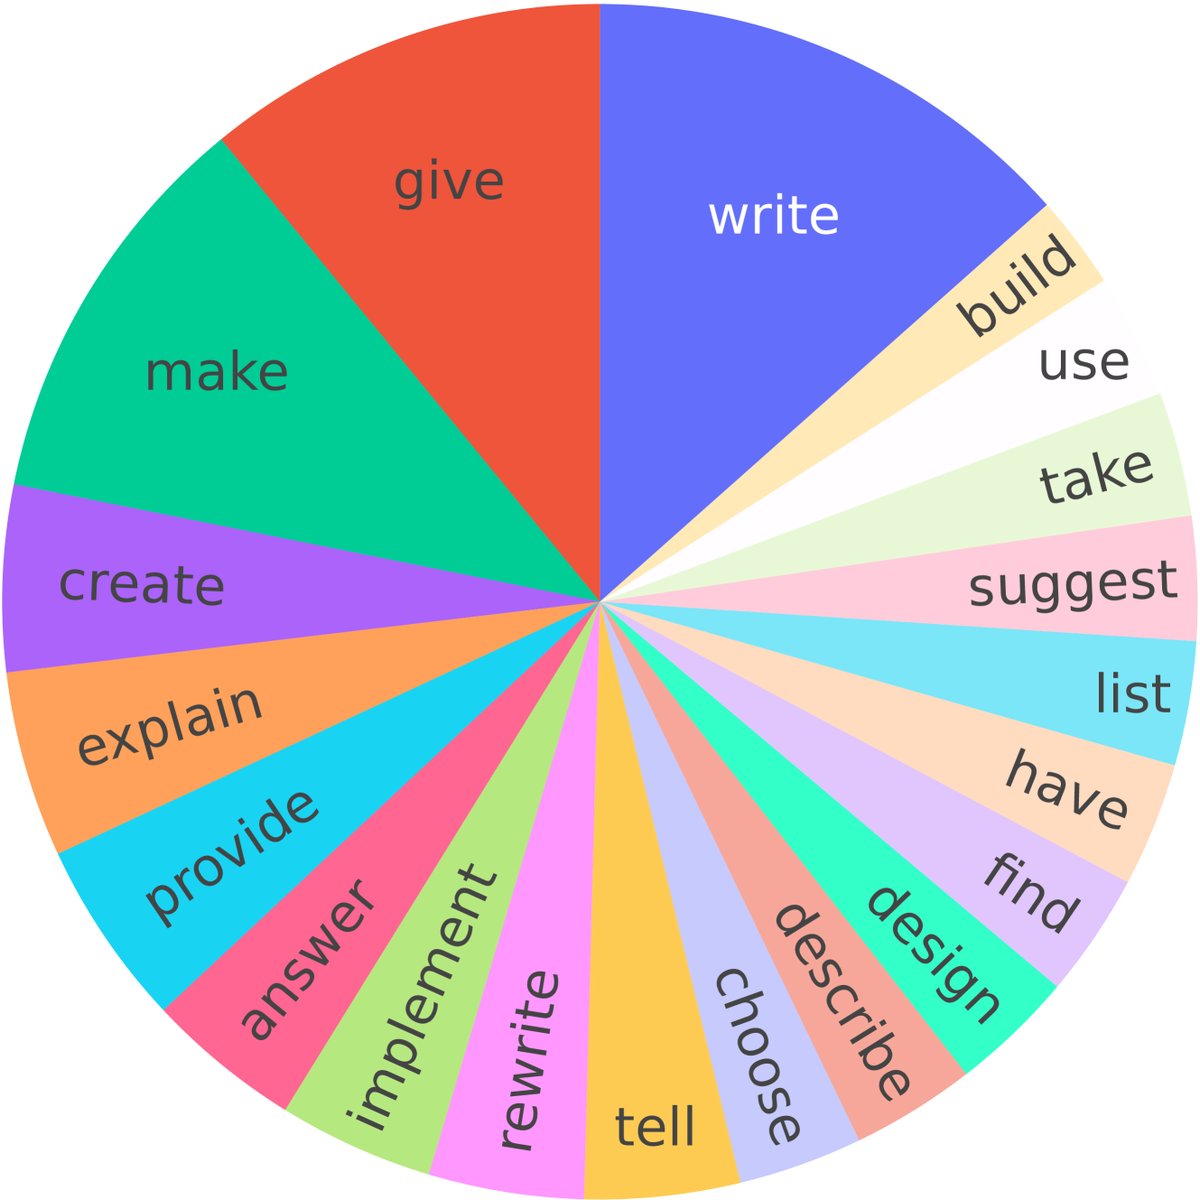 write
build
use
take
suggest
list
have
find
design
describe
choose
tell
rewrite
implement
answer
provide
explain
create
make
give